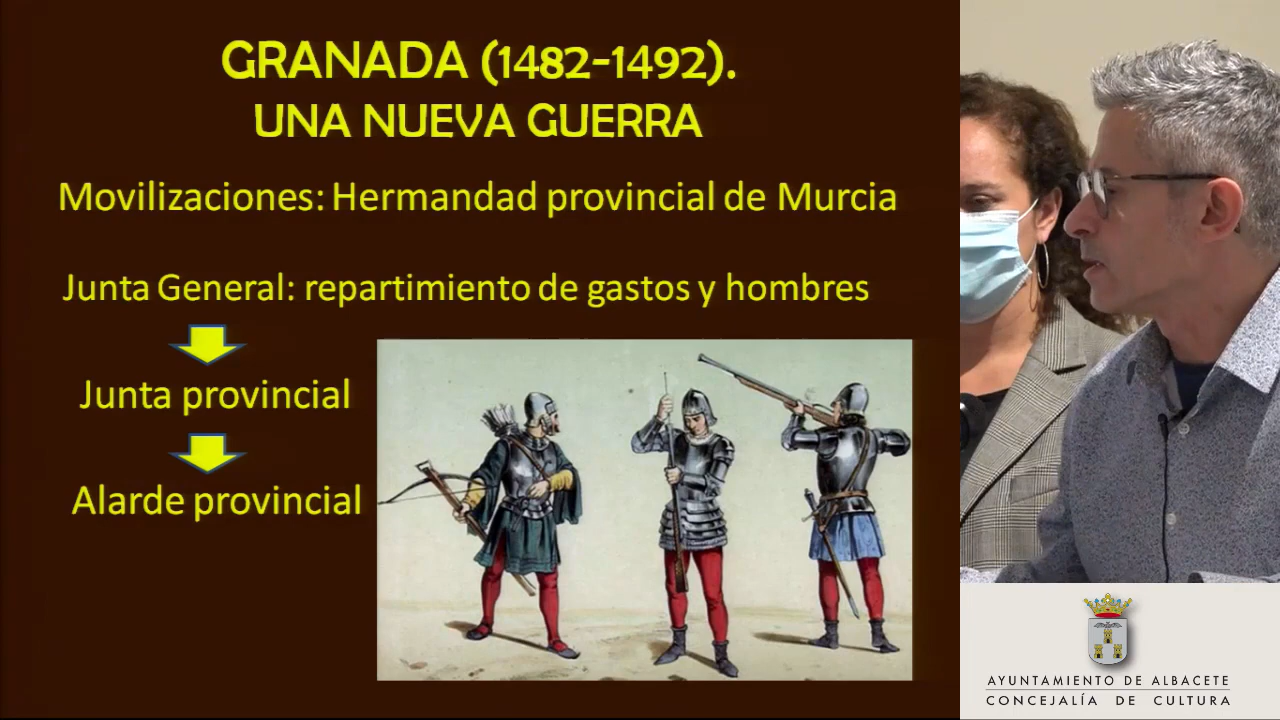 GRANADA (1482-1492).
UNA NUEVA GUERRA
Movilizaciones: Hermandad provincial de Murcia
Junta General: repartimiento de gastos y hombres
Junta provincial
Alarde provincial
AYUNTAMIENTO DE ALBACETE
CONCEJALÍA DE CULTURA